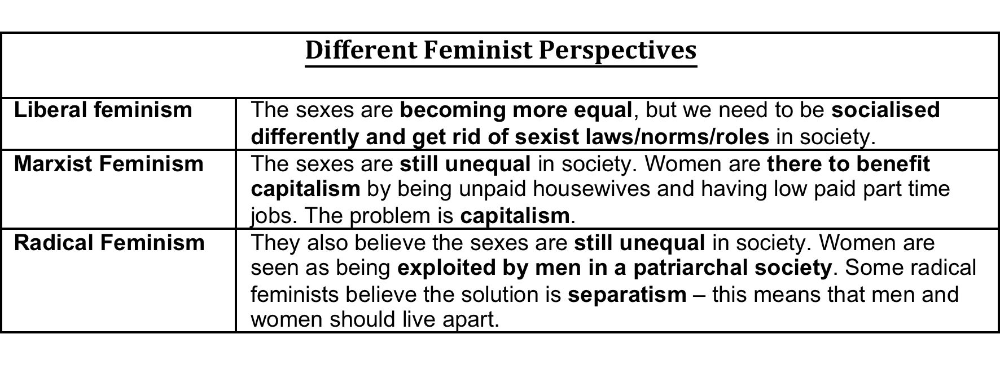 Different Feminist Perspectives
Liberal feminism
The sexes are becoming more equal, but we need to be socialised
differently and get rid of sexist laws/norms/roles in society.
Marxist Feminism
The sexes are still unequal in society. Women are there to benefit
capitalism by being unpaid housewives and having low paid part time
jobs. The problem is capitalism.
Radical Feminism
They also believe the sexes are still unequal in society. Women are
seen as being exploited by men in a patriarchal society. Some radical
feminists believe the solution is separatism – this means that men and
women should live apart.